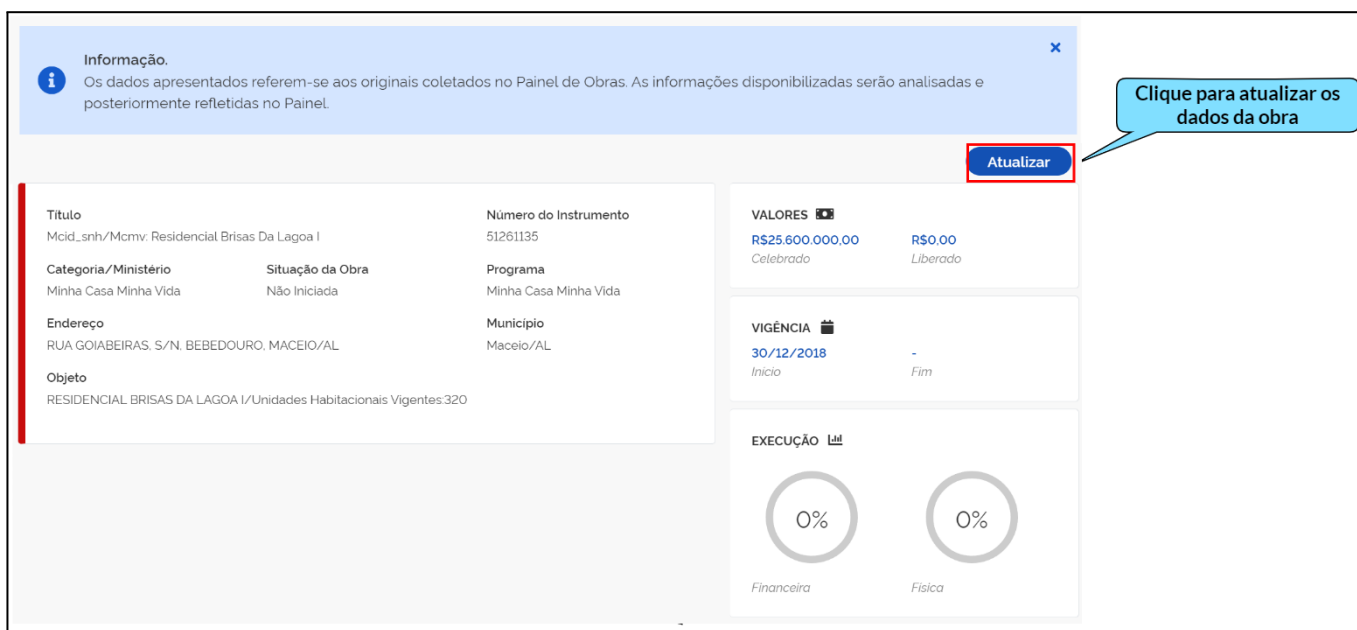 Informação.
Os dados apresentados referem-se aos originais coletados no Painel de Obras. As informações disponibilizadas serão analisadas e
posteriormente refletidas no Painel.
Clique para atualizar os
dados da obra
Atualizar
Título
Mcid_snh/Mcmv: Residencial Brisas Da Lagoa I
Número do Instrumento
51261135
Categoria/Ministério
Minha Casa Minha Vida
Situação da Obra
Não Iniciada
Programa
Minha Casa Minha Vida
Endereço
RUA GOIABEIRAS, S/N, BEBEDOURO, MACEIO/AL
Município
Maceio/AL
Objeto
RESIDENCIAL BRISAS DA LAGOA I/Unidades Habitacionais Vigentes:320
VALORES
R$25.600.000,00
Celebrado
R$0,00
Liberado
VIGÊNCIA
30/12/2018
Inicio
-
Fim
EXECUÇÃO
0%
Financeira
0%
Fisica